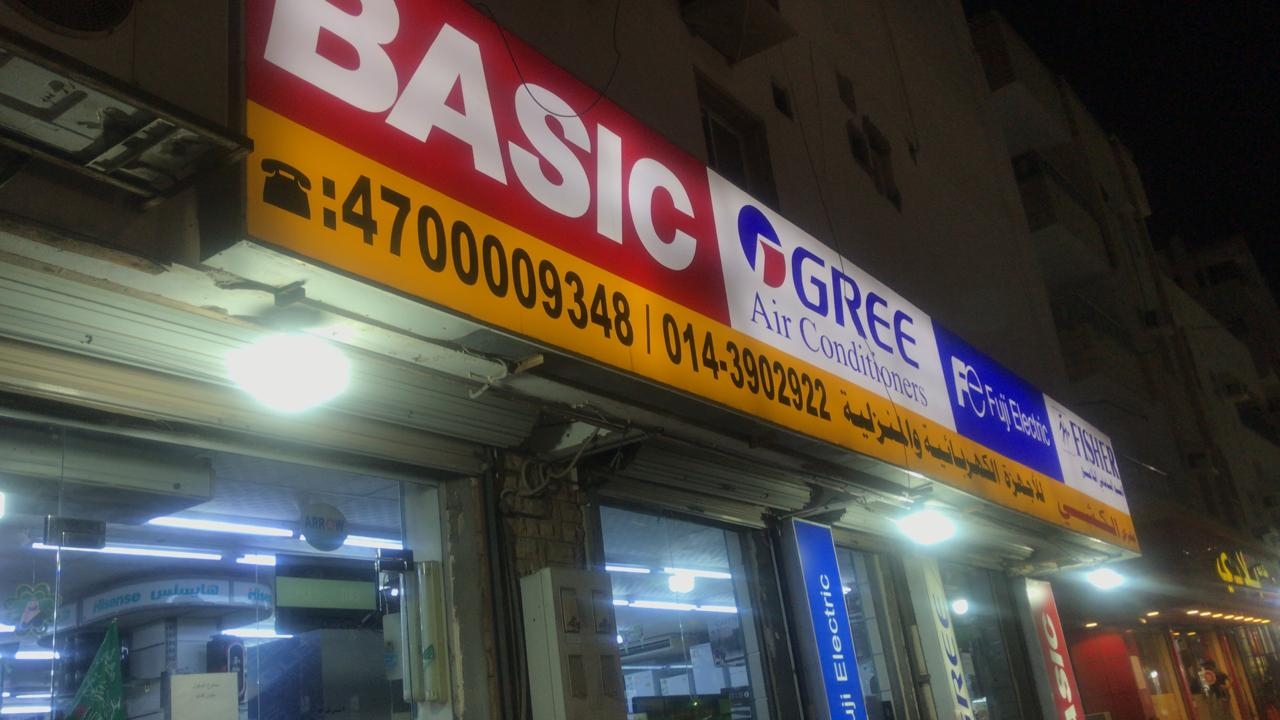 BASIC
GREE
Air Conditioners
FE Fuji Electric
FISHER
☎:4700009348 / 014-3902922 للأجهزة الكهربائية والمنزلية
ARROW
Hisense هايسنس
Fuji Electric
GREE
BASIC